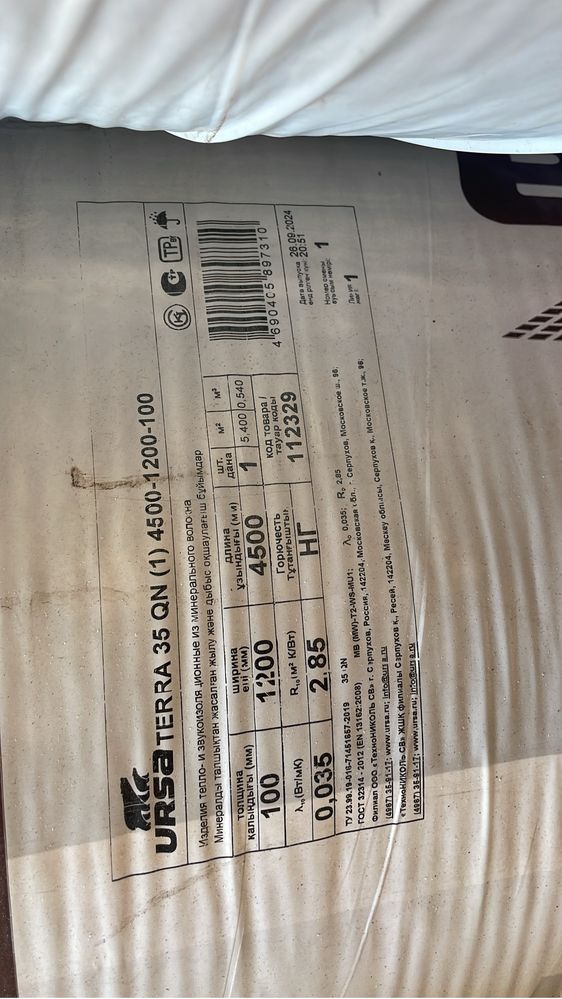 URSA TERRA 35 QN (1) 4500-1200-100
Изделия тепло- и звукоизоляционные из минерального волокна
Минералды талшықтан жасалған жылу және дыбыс оқшаулағыш бұйымдар
толщина ширина длина шт. м² м³
қалыңдығы (мм) ені (мм) ұзындығы (мм) дана
100 1200 4500 1 5,400 0,540
λ₁₀(Вт/мК) R₁₀(м² К/Вт) Горючесть код товара /
тұтанғыштық тауар коды
0,035 2,85 НГ 112329
4 690405 897310
Дата выпуска 26.09.2024
20:51
Номер смены 1
Линия 1
ТУ 23.99.19-016-71451657-2019 35 QN λ₀ 0,035; R₀ 2,85
ГОСТ 32314 - 2012 (EN 13162:2008) MB (MW)-T2-WS-MU1;
Филиал ООО «ТехноНИКОЛЬ СВ» г. Серпухов, Россия, 142204, Московская обл., Серпухов, Московское ш., 96;
(4967) 35-91-17; www.ursa.ru; info@ursa.ru
«ТехноНИКОЛЬ СВ» ЖШҚ филиалы Серпухов к., Ресей, 142204, Мәскеу облысы, Серпухов к., Московское т.ж., 96;
(4967) 35-91-17; www.ursa.ru; info@ursa.ru